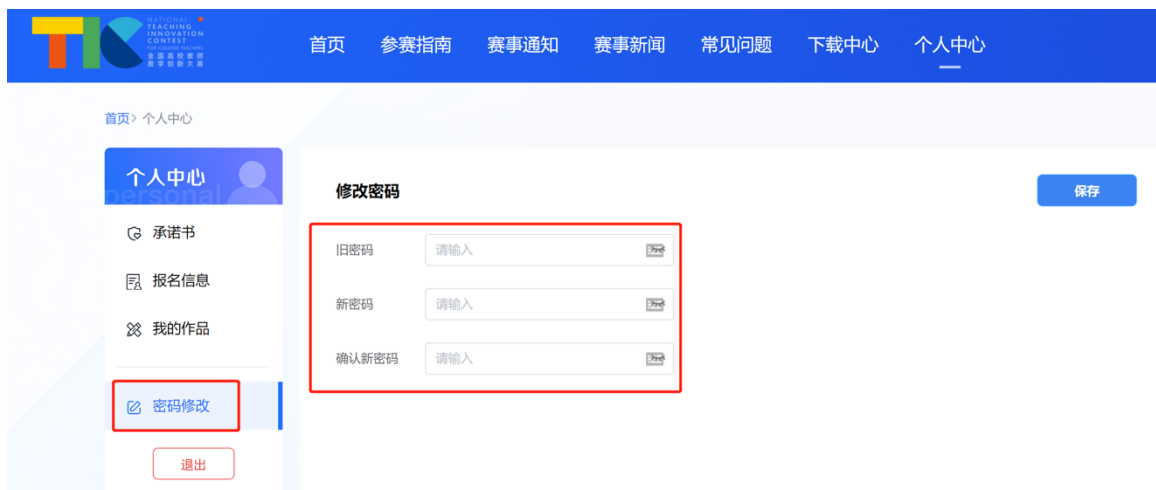 NATIONAL
TEACHING
INNOVATION
CONTEST
FOR COLLEGE TEACHERS
全国高校教师
教学创新大赛
首页 参赛指南 赛事通知 赛事新闻 常见问题 下载中心 个人中心
首页> 个人中心
个人中心
personal
承诺书
报名信息
我的作品
密码修改
退出
修改密码
保存
旧密码 请输入
新密码 请输入
确认新密码 请输入